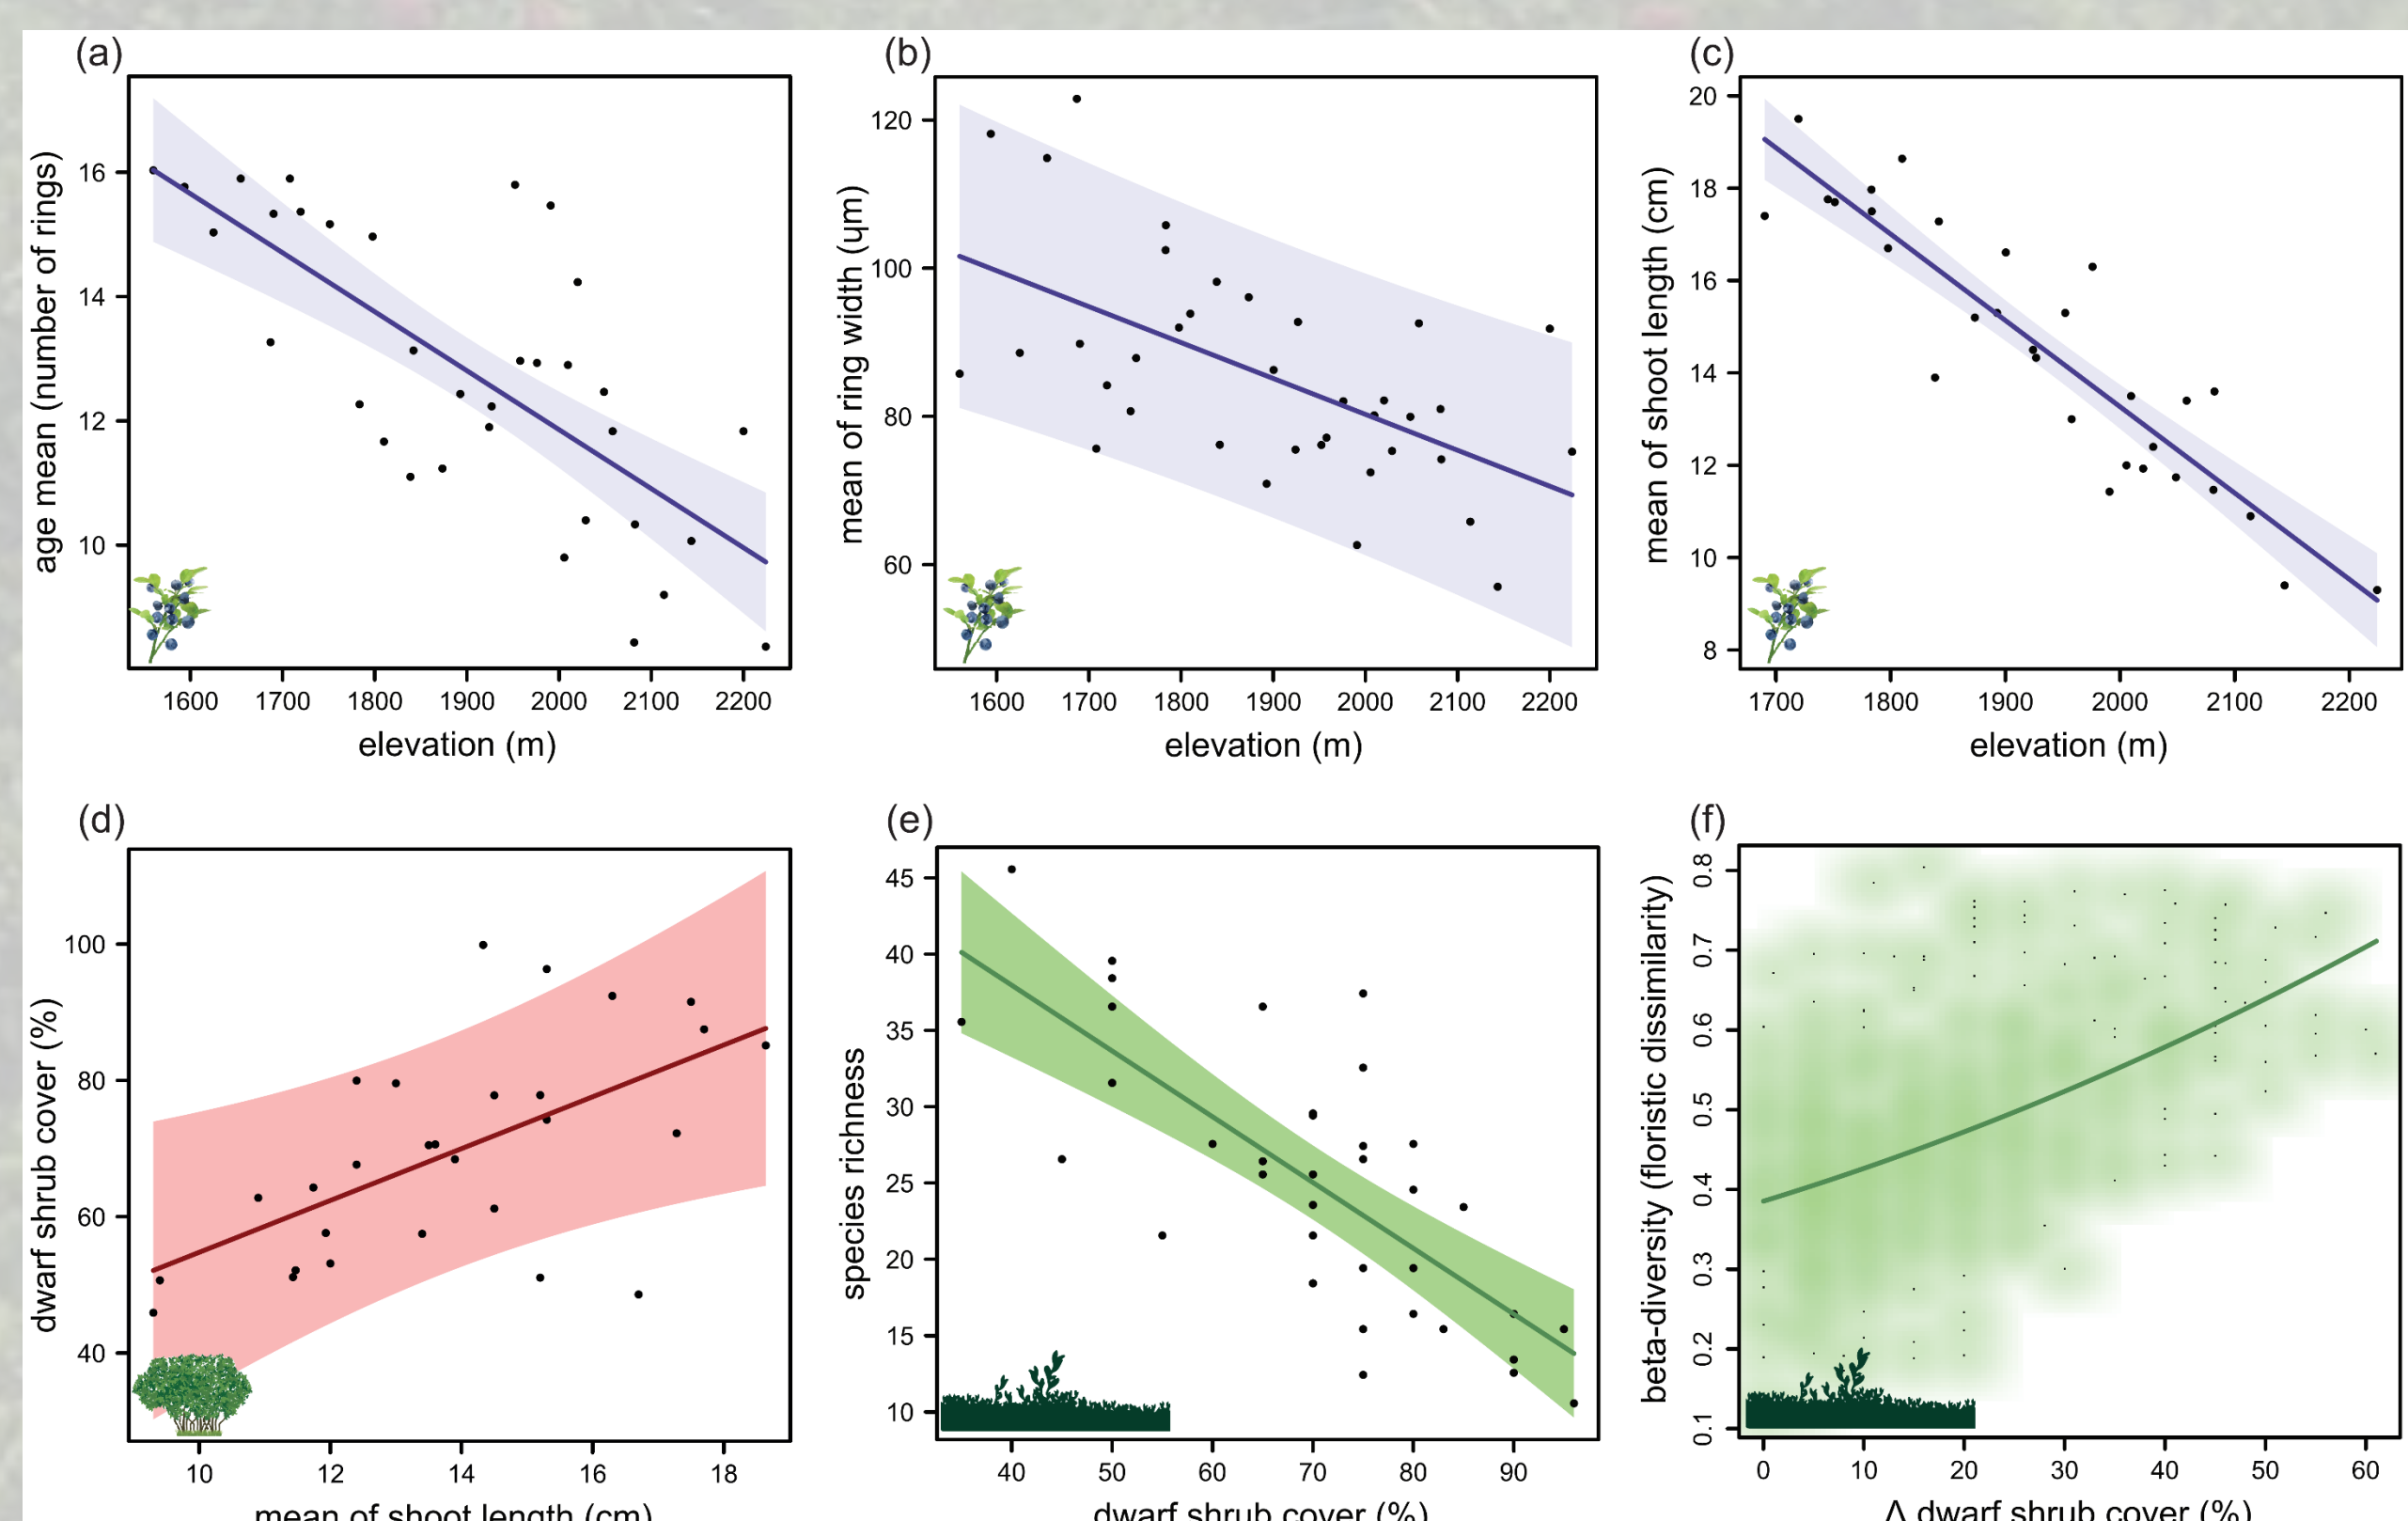 (a)
age mean (number of rings)
16
14
12
10
1600 1700 1800 1900 2000 2100 2200
elevation (m)
(b)
mean of ring width (um)
120
100
80
60
1600 1700 1800 1900 2000 2100 2200
elevation (m)
(c)
mean of shoot length (cm)
20
18
16
14
12
10
8
1700 1800 1900 2000 2100 2200
elevation (m)
(d)
dwarf shrub cover (%)
100
80
60
40
10 12 14 16 18
mean of shoot length (cm)
(e)
species richness
45
40
35
30
25
20
15
10
40 50 60 70 80 90
dwarf shrub cover (%)
(f)
beta-diversity (floristic dissimilarity)
0.8
0.7
0.6
0.5
0.4
0.3
0.2
0.1
0 10 20 30 40 50 60
Δ dwarf shrub cover (%)